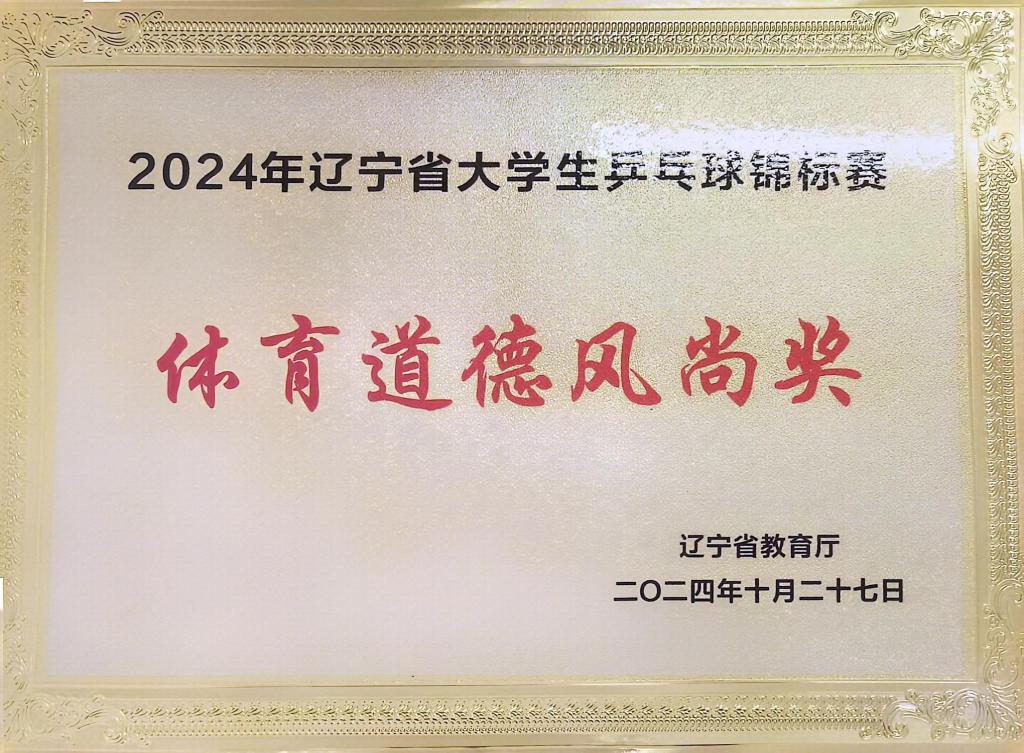 2024年辽宁省大学生乒乓球锦标赛
体育道德风尚奖
辽宁省教育厅
二〇二四年十月二十七日